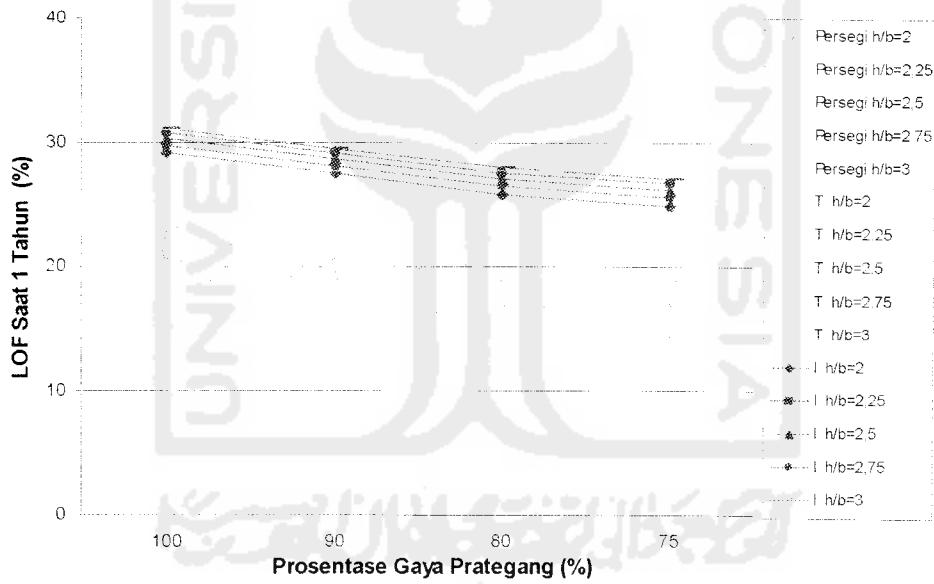 40
30
20
10
0
LOF Saat 1 Tahun (%)
100
90
80
75
Prosentase Gaya Prategang (%)
Persegi h/b=2
Persegi h/b=2,25
Persegi h/b=2,5
Persegi h/b=2,75
Persegi h/b=3
T h/b=2
T h/b=2,25
T h/b=2,5
T h/b=2,75
T h/b=3
I h/b=2
I h/b=2,25
I h/b=2,5
I h/b=2,75
I h/b=3
UNIVERSI
ONESIA